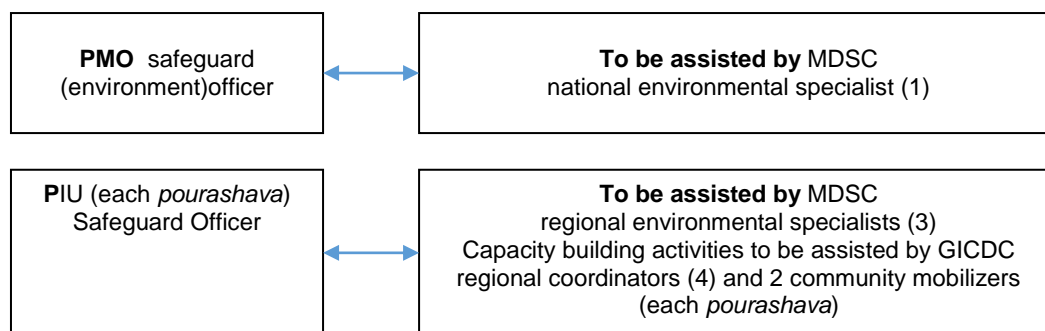 PMO safeguard
(environment)officer
To be assisted by MDSC
national environmental specialist (1)
PIU (each pourashava)
Safeguard Officer
To be assisted by MDSC
regional environmental specialists (3)
Capacity building activities to be assisted by GICDC
regional coordinators (4) and 2 community mobilizers
(each pourashava)